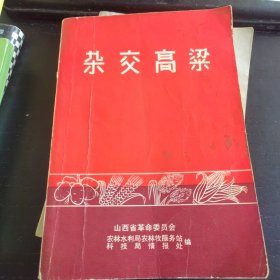 杂交高粱
山西省革命委员会
农林水利局农林牧服务站
科技局情报处
编